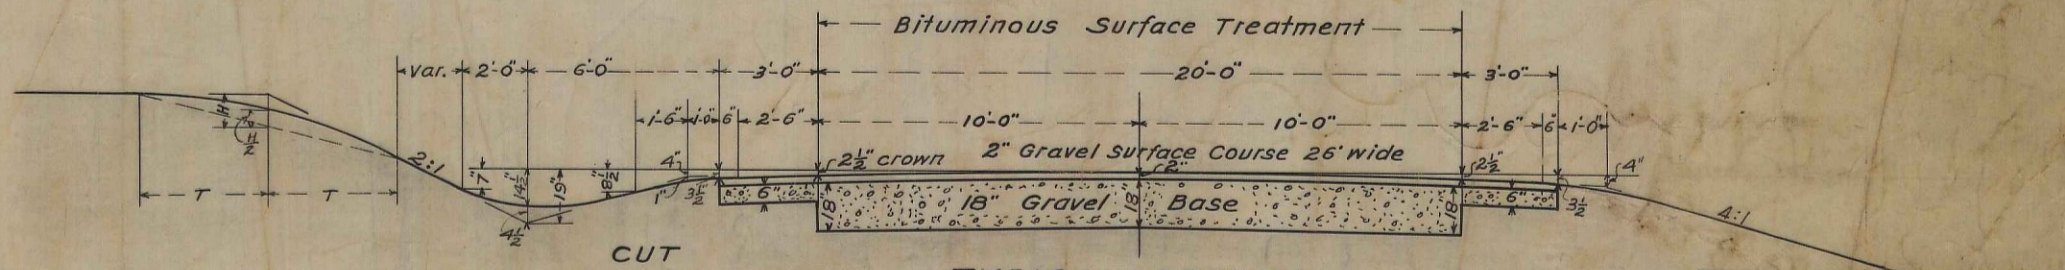 Bituminous Surface Treatment
Var. 2'-0" 6'-0" 3'-0" 20'-0" 3'-0"
1'-6" 1'-0" 6" 2'-6" 10'-0" 10'-0" 2'-6" 6" 1'-0"
H
H/2
2:1
7" 14½" 19" 8½" 4" 2½" crown 2" Gravel Surface Course 26' wide 2½" 4"
2"
T T
1" 3½" 6" 18" 18" Gravel 18" Base 18" 6" 3½"
4:1
4½"
CUT